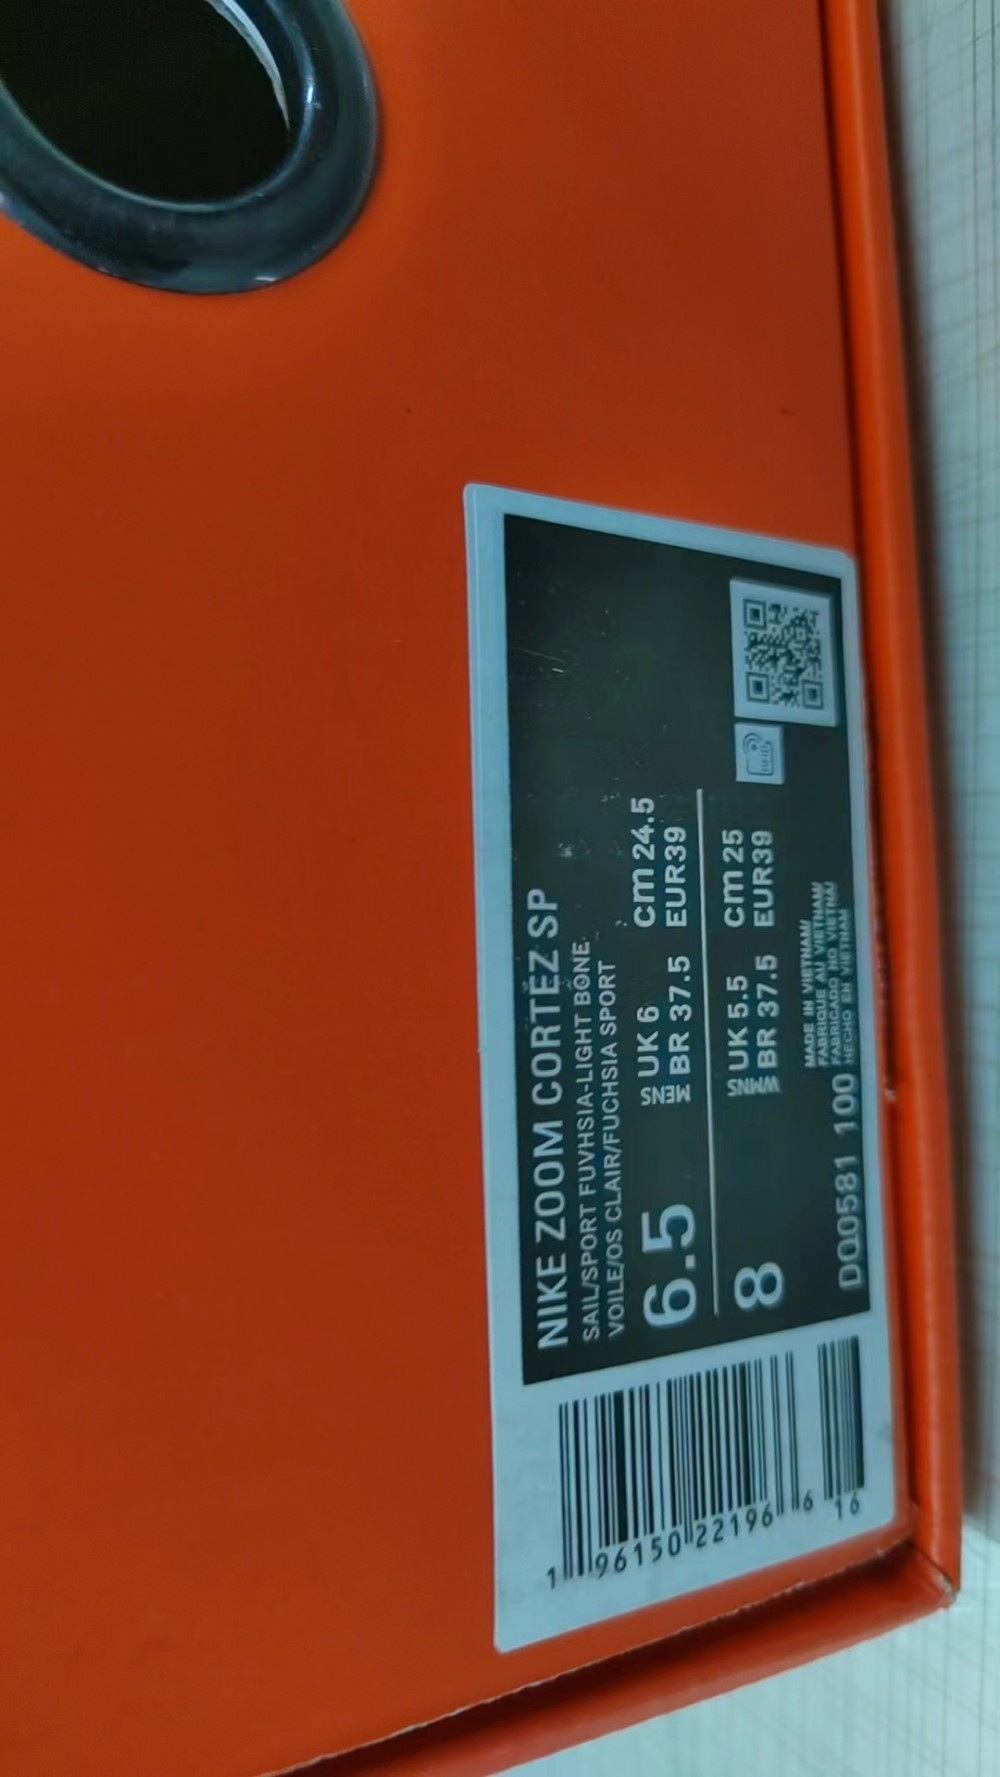 NIKE ZOOM CORTEZ SP
SAIL/SPORT FUVHSIA-LIGHT BONE
VOILE/OS CLAIR/FUCHSIA SPORT
6.5 MENS UK 6 cm 24.5
BR 37.5 EUR39
8 WMNS UK 5.5 cm 25
BR 37.5 EUR39
RFID
MADE IN VIETNAM/
FABRIQUE AU VIETNAM/
FABRICADO NO VIETNA/
HECHO EN VIETNAM
DQ0581 100
1 96150 22196 6 16